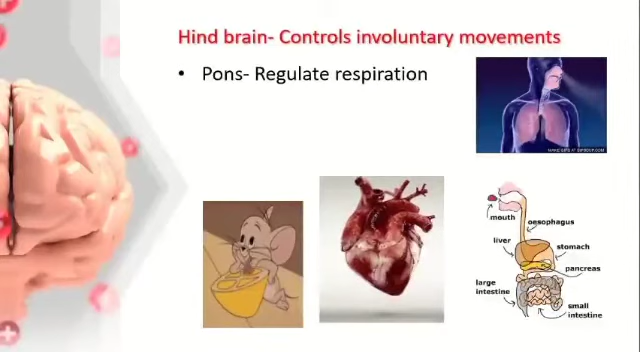 Hind brain- Controls involuntary movements
• Pons- Regulate respiration
mouth
oesophagus
liver
stomach
pancreas
large
intestine
small
intestine